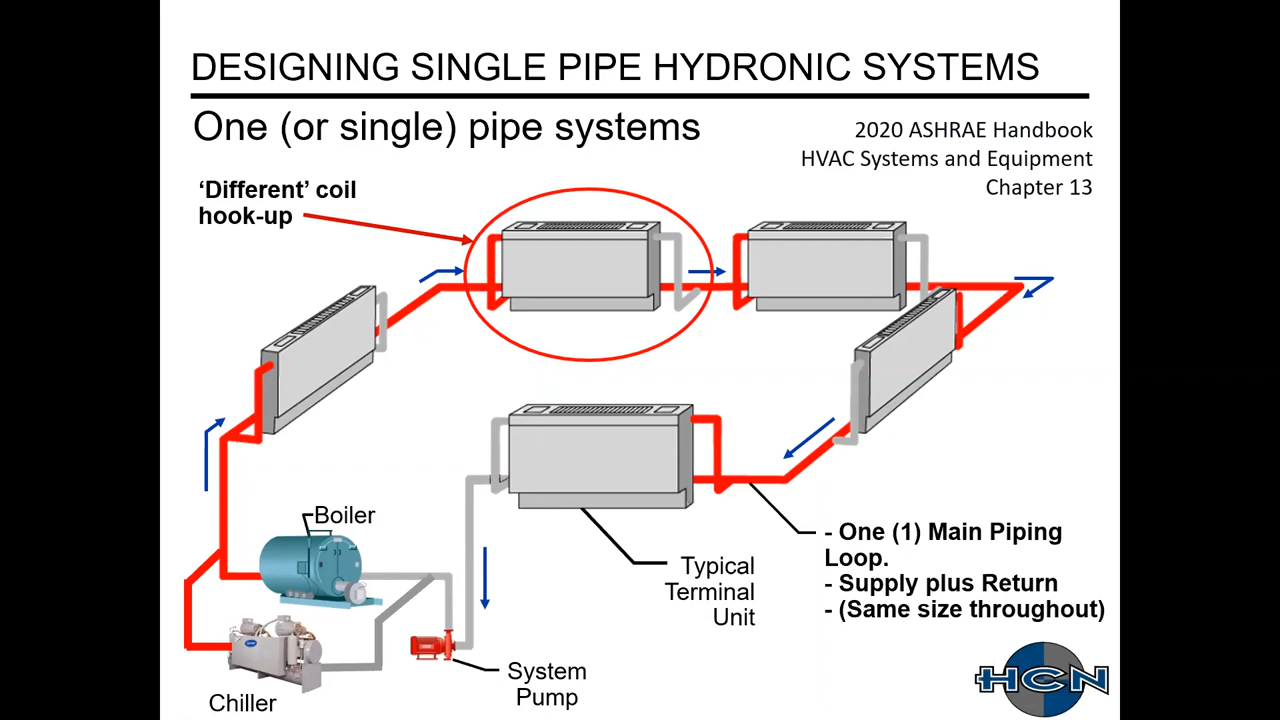 DESIGNING SINGLE PIPE HYDRONIC SYSTEMS
One (or single) pipe systems
2020 ASHRAE Handbook
HVAC Systems and Equipment
Chapter 13
‘Different’ coil
hook-up
Boiler
Chiller
System
Pump
Typical
Terminal
Unit
- One (1) Main Piping
Loop.
- Supply plus Return
- (Same size throughout)
HCN